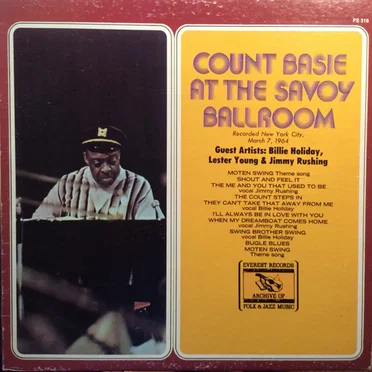 PS 318
COUNT BASIE
AT THE SAVOY
BALLROOM
Recorded New York City,
March 7, 1964
Guest Artists: Billie Holiday,
Lester Young & Jimmy Rushing
MOTEN SWING Theme song
SHOUT AND FEEL IT
THE ME AND YOU THAT USED TO BE
vocal Jimmy Rushing
THE COUNT STEPS IN
THEY CAN'T TAKE THAT AWAY FROM ME
vocal Billie Holiday
I'LL ALWAYS BE IN LOVE WITH YOU
WHEN MY DREAMBOAT COMES HOME
vocal Jimmy Rushing
SWING BROTHER SWING
vocal Billie Holiday
BUGLE BLUES
MOTEN SWING
Theme song
EVEREST RECORDS
ARCHIVE OF
FOLK & JAZZ MUSIC